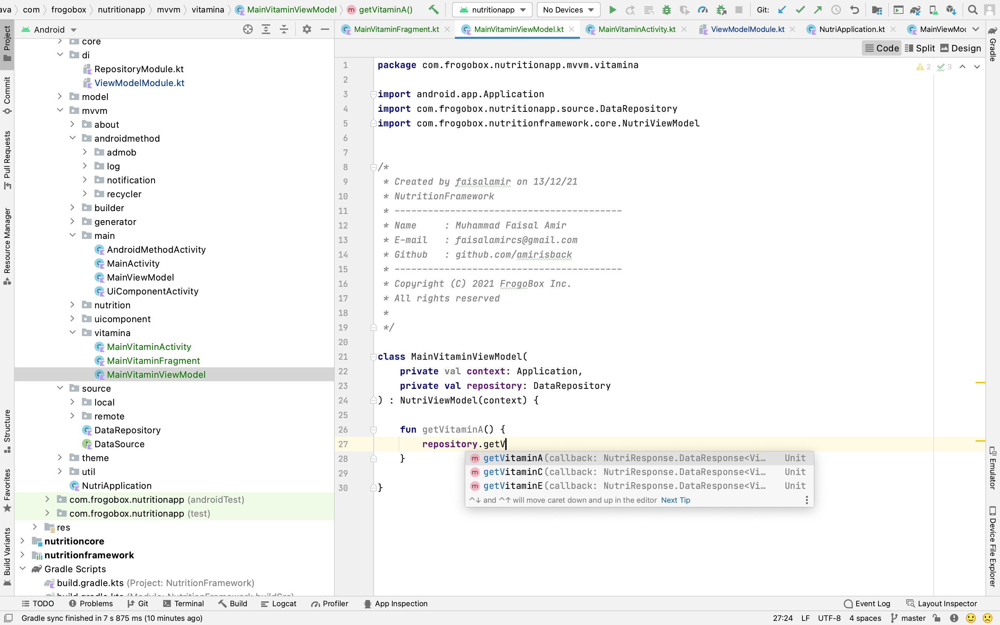 ava com frogobox nutritionapp mvvm vitamina MainVitaminViewModel getVitaminA()
nutritionapp
No Devices
Git:
Project
Commit
Pull Requests
Resource Manager
Structure
Favorites
Build Variants
Android
core
di
RepositoryModule.kt
ViewModelModule.kt
model
mvvm
about
androidmethod
admob
log
notification
recycler
builder
generator
main
AndroidMethodActivity
MainActivity
MainViewModel
UiComponentActivity
nutrition
uicomponent
vitamina
MainVitaminActivity
MainVitaminFragment
MainVitaminViewModel
source
local
remote
DataRepository
DataSource
theme
util
NutriApplication
com.frogobox.nutritionapp (androidTest)
com.frogobox.nutritionapp (test)
res
nutritioncore
nutritionframework
Gradle Scripts
build.gradle.kts (Project: NutritionFramework)
build.gradle.kts (Module: NutritionFramework.buildSrc)
MainVitaminFragment.kt MainVitaminViewModel.kt MainVitaminActivity.kt ViewModelModule.kt NutriApplication.kt MainViewMod
Code Split Design
2 3
1 package com.frogobox.nutritionapp.mvvm.vitamina
2
3 import android.app.Application
4 import com.frogobox.nutritionapp.source.DataRepository
5 import com.frogobox.nutritionframework.core.NutriViewModel
6
7
8 /*
9 * Created by faisalamir on 13/12/21
10 * NutritionFramework
11 * -----------------------------------------
12 * Name : Muhammad Faisal Amir
13 * E-mail : faisalamircs@gmail.com
14 * Github : github.com/amirisback
15 * -----------------------------------------
16 * Copyright (C) 2021 FrogoBox Inc.
17 * All rights reserved
18 *
19 */
20
21 class MainVitaminViewModel(
22 private val context: Application,
23 private val repository: DataRepository
24 ) : NutriViewModel(context) {
25
26 fun getVitaminA() {
27 repository.getV
28 }
29
30 }
getVitaminA(callback: NutriResponse.DataResponse<Vi… Unit
getVitaminC(callback: NutriResponse.DataResponse<Vi… Unit
getVitaminE(callback: NutriResponse.DataResponse<Vi… Unit
^↓ and ^↑ will move caret down and up in the editor Next Tip
Gradle
Emulator
Device File Explorer
TODO Problems Git Terminal Build Logcat Profiler App Inspection Event Log Layout Inspector
Gradle sync finished in 7 s 875 ms (10 minutes ago) 27:24 LF UTF-8 4 spaces master